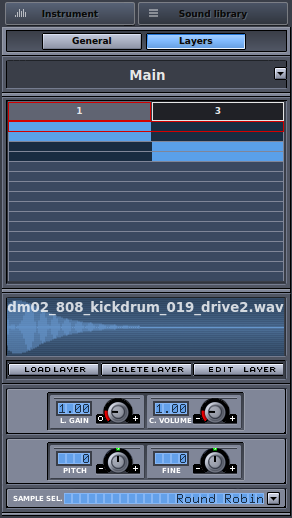 Instrument Sound library
General Layers
Main
1 3
dm02_808_kickdrum_019_drive2.wav
LOAD LAYER DELETE LAYER EDIT LAYER
1.00 1.00
L. GAIN C. VOLUME
0 0
PITCH FINE
SAMPLE SEL. Round Robin